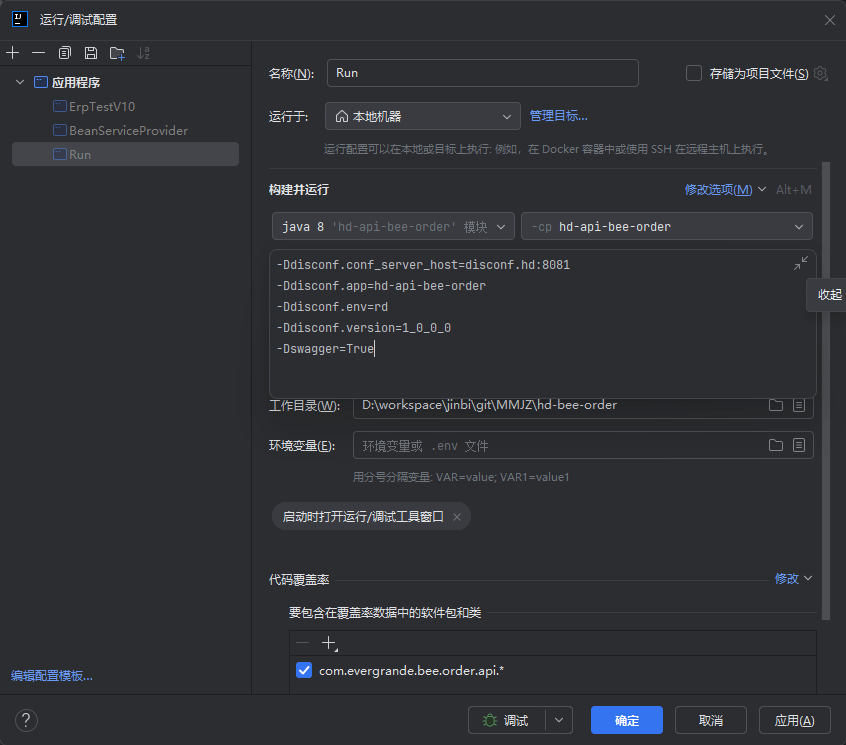 运行/调试配置
应用程序
ErpTestV10
BeanServiceProvider
Run
编辑配置模板...
名称(N):
Run
存储为项目文件(S)
运行于:
本地机器
管理目标...
运行配置可以在本地或目标上执行: 例如，在 Docker 容器中或使用 SSH 在远程主机上执行。
构建并运行
修改选项(M)
Alt+M
java 8 'hd-api-bee-order' 模块
-cp hd-api-bee-order
-Ddisconf.conf_server_host=disconf.hd:8081
-Ddisconf.app=hd-api-bee-order
-Ddisconf.env=rd
-Ddisconf.version=1_0_0_0
-Dswagger=True
收起
工作目录(W):
D:\workspace\jinbi\git\MMJZ\hd-bee-order
环境变量(E):
环境变量或 .env 文件
用分号分隔变量: VAR=value; VAR1=value1
启动时打开运行/调试工具窗口
代码覆盖率
修改
要包含在覆盖率数据中的软件包和类
com.evergrande.bee.order.api.*
?
调试
确定
取消
应用(A)